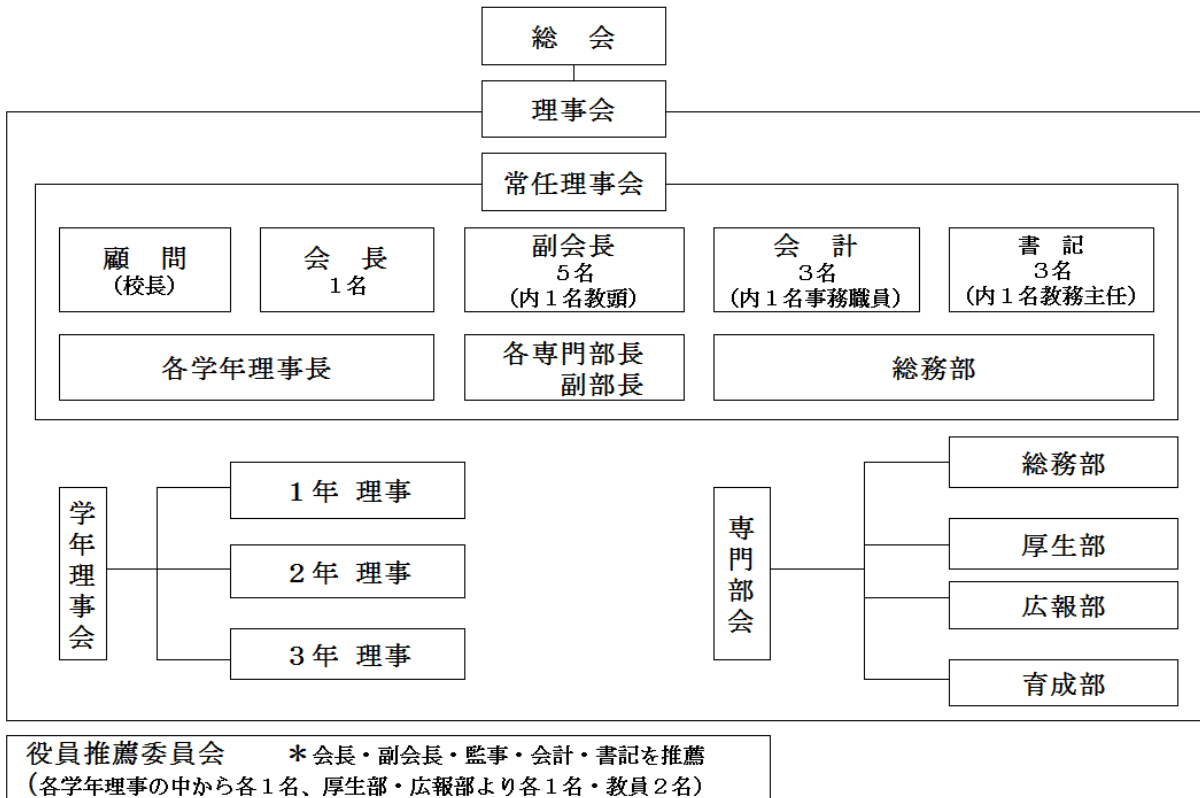 総　会
理事会
常任理事会
顧　問
(校長)
会　長
１名
副会長
５名
(内１名教頭)
会　計
３名
(内１名事務職員)
書　記
３名
(内１名教務主任)
各学年理事長
各専門部長
副部長
総務部
学年理事会
１年 理事
２年 理事
３年 理事
専門部会
総務部
厚生部
広報部
育成部
役員推薦委員会　　＊会長・副会長・監事・会計・書記を推薦
(各学年理事の中から各１名、厚生部・広報部より各１名・教員２名)